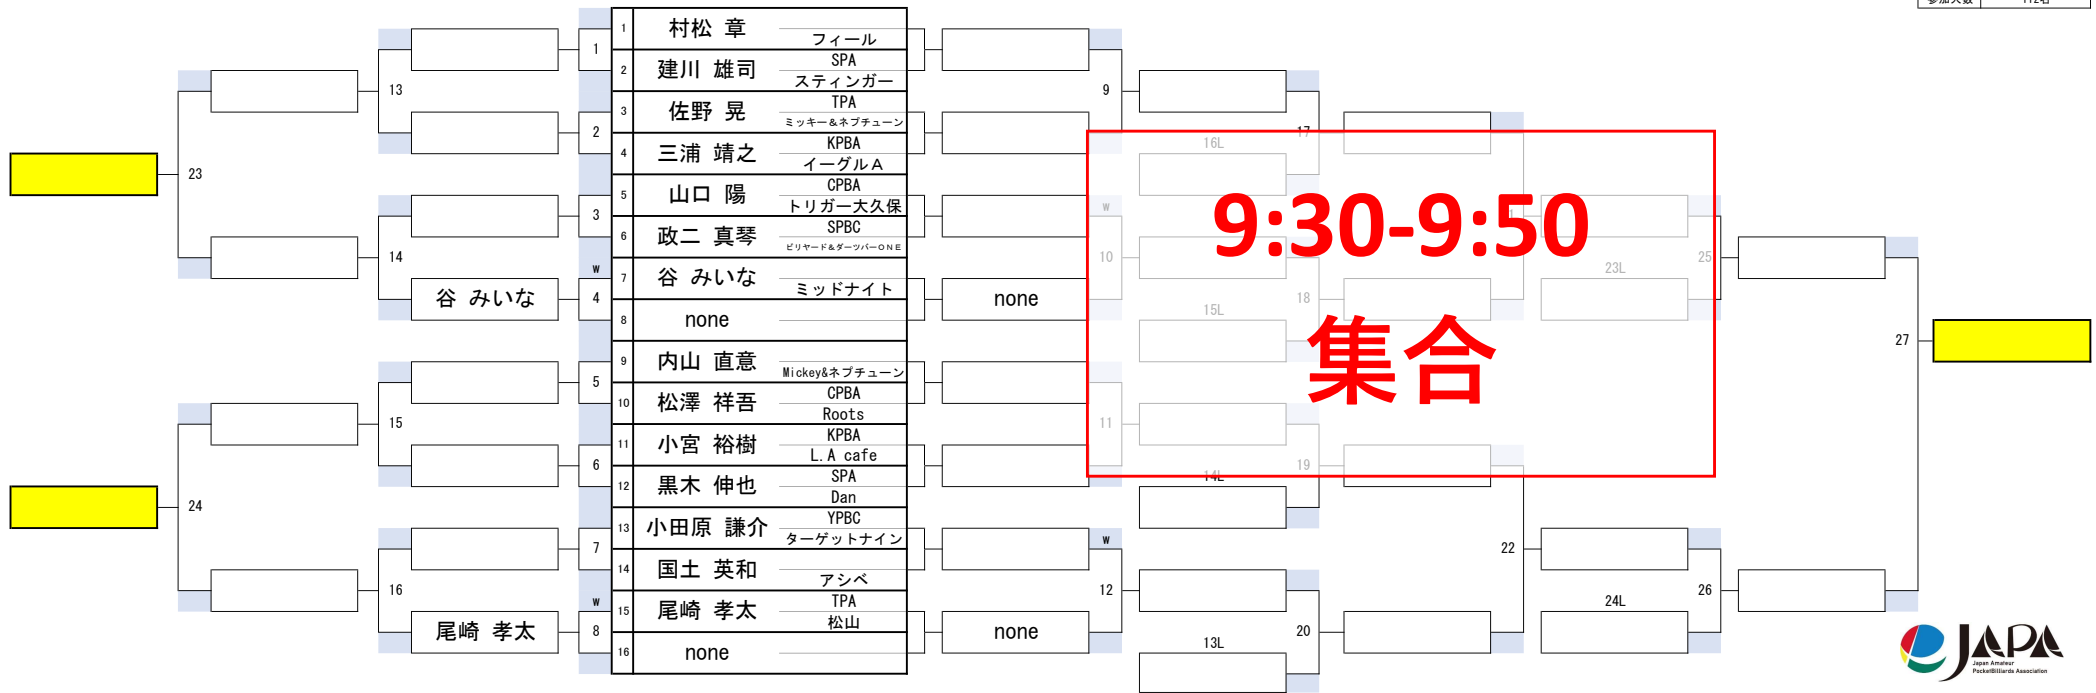 参加人数 112名
1 村松 章 フィール
2 建川 雄司 SPA スティンガー
3 佐野 晃 TPA ミッキー&ネプチューン
4 三浦 靖之 KPBA イーグルA
5 山口 陽 CPBA トリガー大久保
6 政二 真琴 SPBC ビリヤード&ダーツバーONE
7 谷 みいな ミッドナイト
8 none
9 内山 直意 Mickey&ネプチューン
10 松澤 祥吾 CPBA Roots
11 小宮 裕樹 KPBA L.A cafe
12 黒木 伸也 SPA Dan
13 小田原 謙介 YPBC ターゲットナイン
14 国土 英和 アシベ
15 尾崎 孝太 TPA 松山
16 none
1
2
3
W
4
5
6
7
W
8
谷 みいな
尾崎 孝太
13
14
15
16
23
24
none
none
9
W
10
11
W
12
16L
15L
14L
13L
17
18
19
20
22
23L
24L
25
26
27
9:30-9:50
集合
JAPA
Japan Amateur
PocketBilliards Association